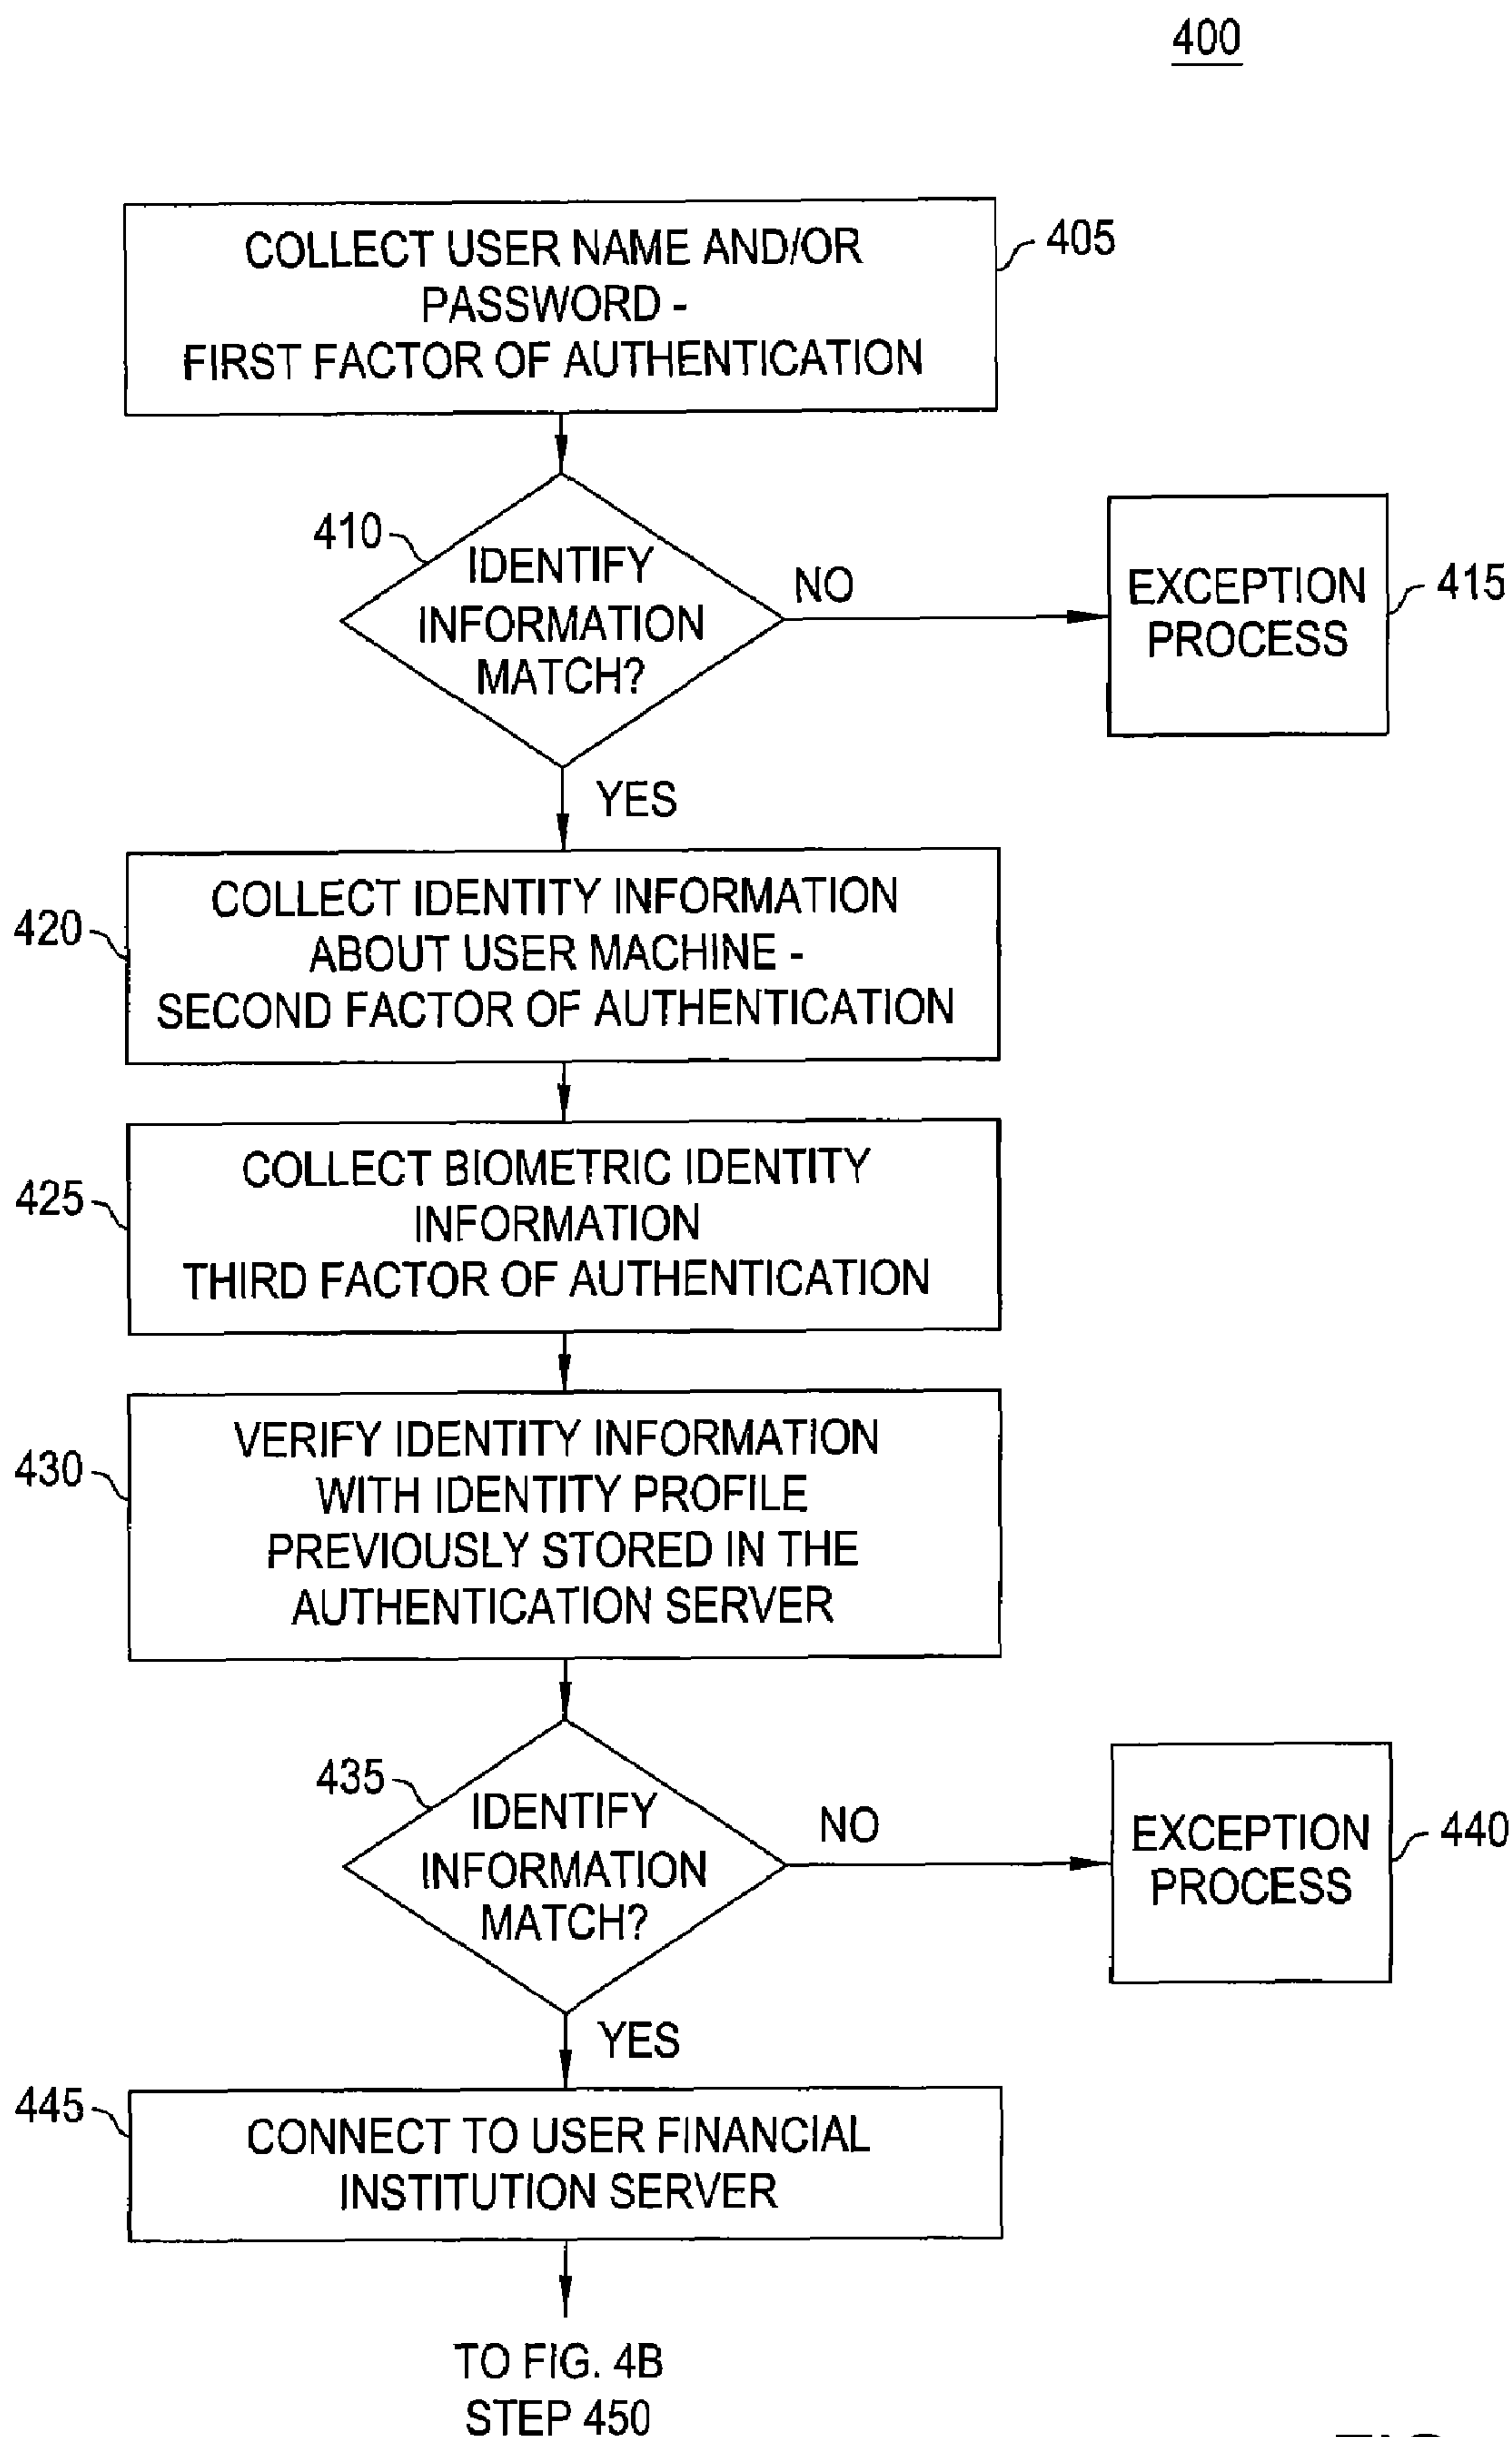 400
COLLECT USER NAME AND/OR
PASSWORD -
FIRST FACTOR OF AUTHENTICATION
405
410
IDENTIFY
INFORMATION
MATCH?
NO
EXCEPTION
PROCESS
415
YES
420
COLLECT IDENTITY INFORMATION
ABOUT USER MACHINE -
SECOND FACTOR OF AUTHENTICATION
425
COLLECT BIOMETRIC IDENTITY
INFORMATION
THIRD FACTOR OF AUTHENTICATION
430
VERIFY IDENTITY INFORMATION
WITH IDENTITY PROFILE
PREVIOUSLY STORED IN THE
AUTHENTICATION SERVER
435
IDENTIFY
INFORMATION
MATCH?
NO
EXCEPTION
PROCESS
440
YES
445
CONNECT TO USER FINANCIAL
INSTITUTION SERVER
TO FIG. 4B
STEP 450